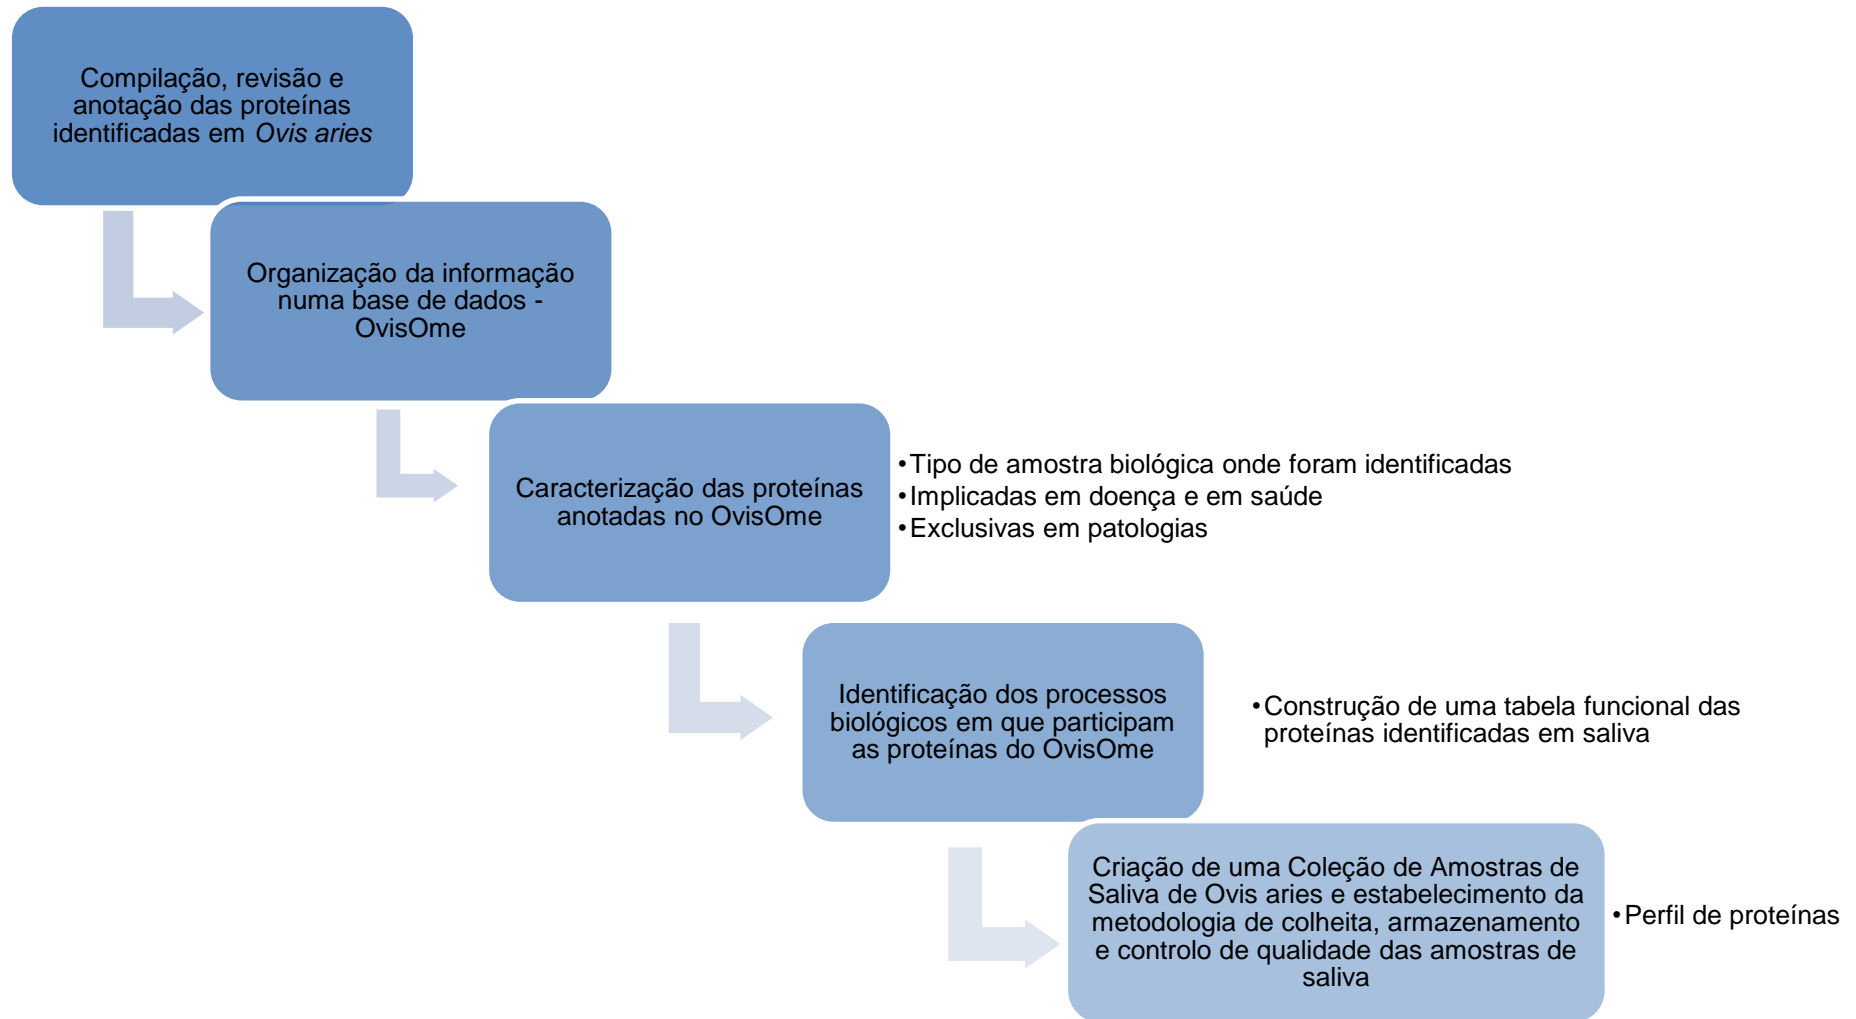 Compilação, revisão e
anotação das proteínas
identificadas em Ovis aries
Organização da informação
numa base de dados -
OvisOme
Caracterização das proteínas
anotadas no OvisOme
•Tipo de amostra biológica onde foram identificadas
•Implicadas em doença e em saúde
•Exclusivas em patologias
Identificação dos processos
biológicos em que participam
as proteínas do OvisOme
•Construção de uma tabela funcional das
proteínas identificadas em saliva
Criação de uma Coleção de Amostras de
Saliva de Ovis aries e estabelecimento da
metodologia de colheita, armazenamento
e controlo de qualidade das amostras de
saliva
•Perfil de proteínas